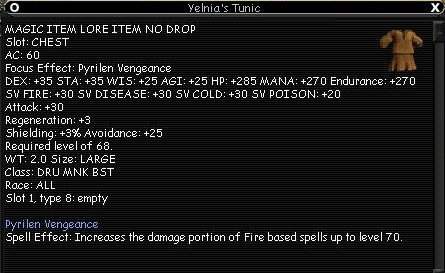 Yelnia's Tunic
MAGIC ITEM LORE ITEM NO DROP
Slot: CHEST
AC: 60
Focus Effect: Pyrilen Vengeance
DEX: +35 STA: +35 WIS: +25 AGI: +25 HP: +285 MANA: +270 Endurance: +270
SV FIRE: +30 SV DISEASE: +30 SV COLD: +30 SV POISON: +20
Attack: +30
Regeneration: +3
Shielding: +3% Avoidance: +25
Required level of 68.
WT: 2.0 Size: LARGE
Class: DRU MNK BST
Race: ALL
Slot 1, type 8: empty
Pyrilen Vengeance
Spell Effect: Increases the damage portion of Fire based spells up to level 70.